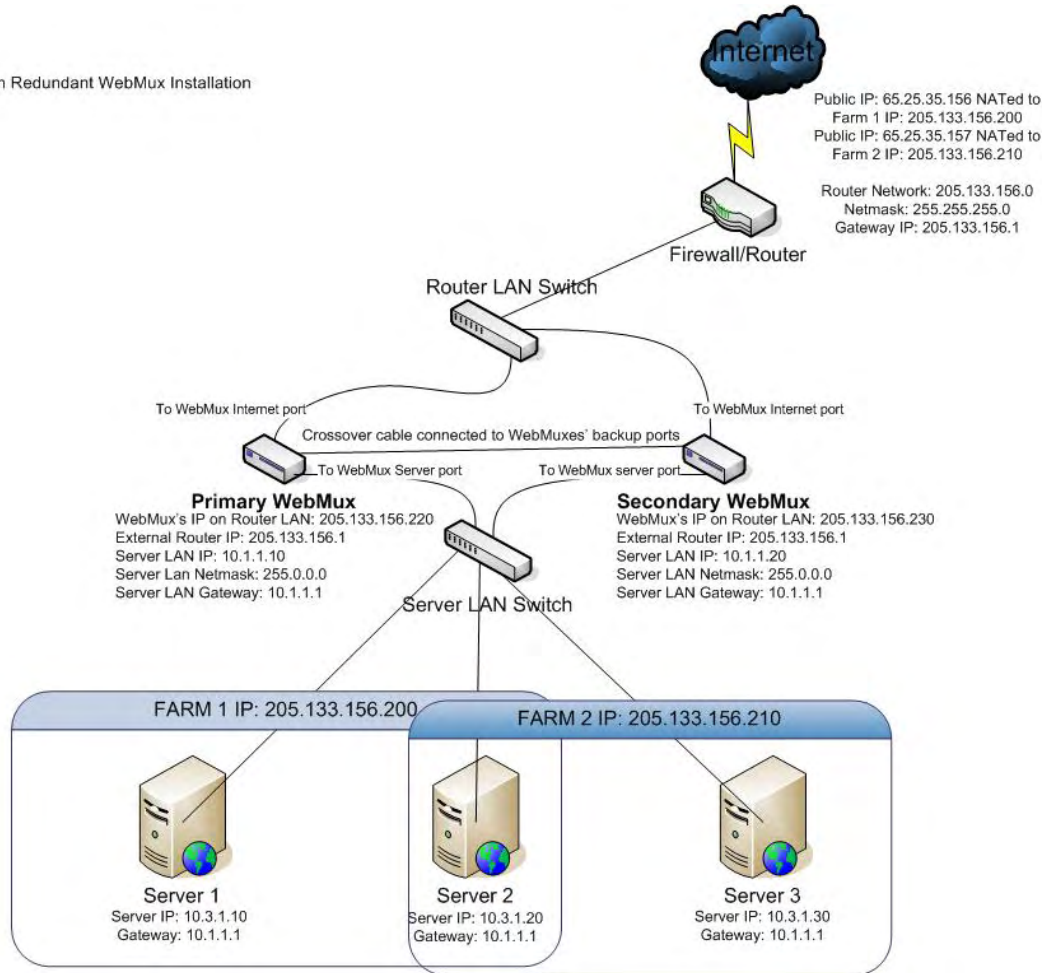 Redundant WebMux Installation
Internet
Public IP: 65.25.35.156 NATed to
Farm 1 IP: 205.133.156.200
Public IP: 65.25.35.157 NATed to
Farm 2 IP: 205.133.156.210
Router Network: 205.133.156.0
Netmask: 255.255.255.0
Gateway IP: 205.133.156.1
Firewall/Router
Router LAN Switch
To WebMux Internet port
To WebMux Internet port
Crossover cable connected to WebMuxes' backup ports
To WebMux Server port
To WebMux server port
Primary WebMux
WebMux's IP on Router LAN: 205.133.156.220
External Router IP: 205.133.156.1
Server LAN IP: 10.1.1.10
Server Lan Netmask: 255.0.0.0
Server LAN Gateway: 10.1.1.1
Secondary WebMux
WebMux's IP on Router LAN: 205.133.156.230
External Router IP: 205.133.156.1
Server LAN IP: 10.1.1.20
Server LAN Netmask: 255.0.0.0
Server LAN Gateway: 10.1.1.1
Server LAN Switch
FARM 1 IP: 205.133.156.200
FARM 2 IP: 205.133.156.210
Server 1
Server IP: 10.3.1.10
Gateway: 10.1.1.1
Server 2
Server IP: 10.3.1.20
Gateway: 10.1.1.1
Server 3
Server IP: 10.3.1.30
Gateway: 10.1.1.1